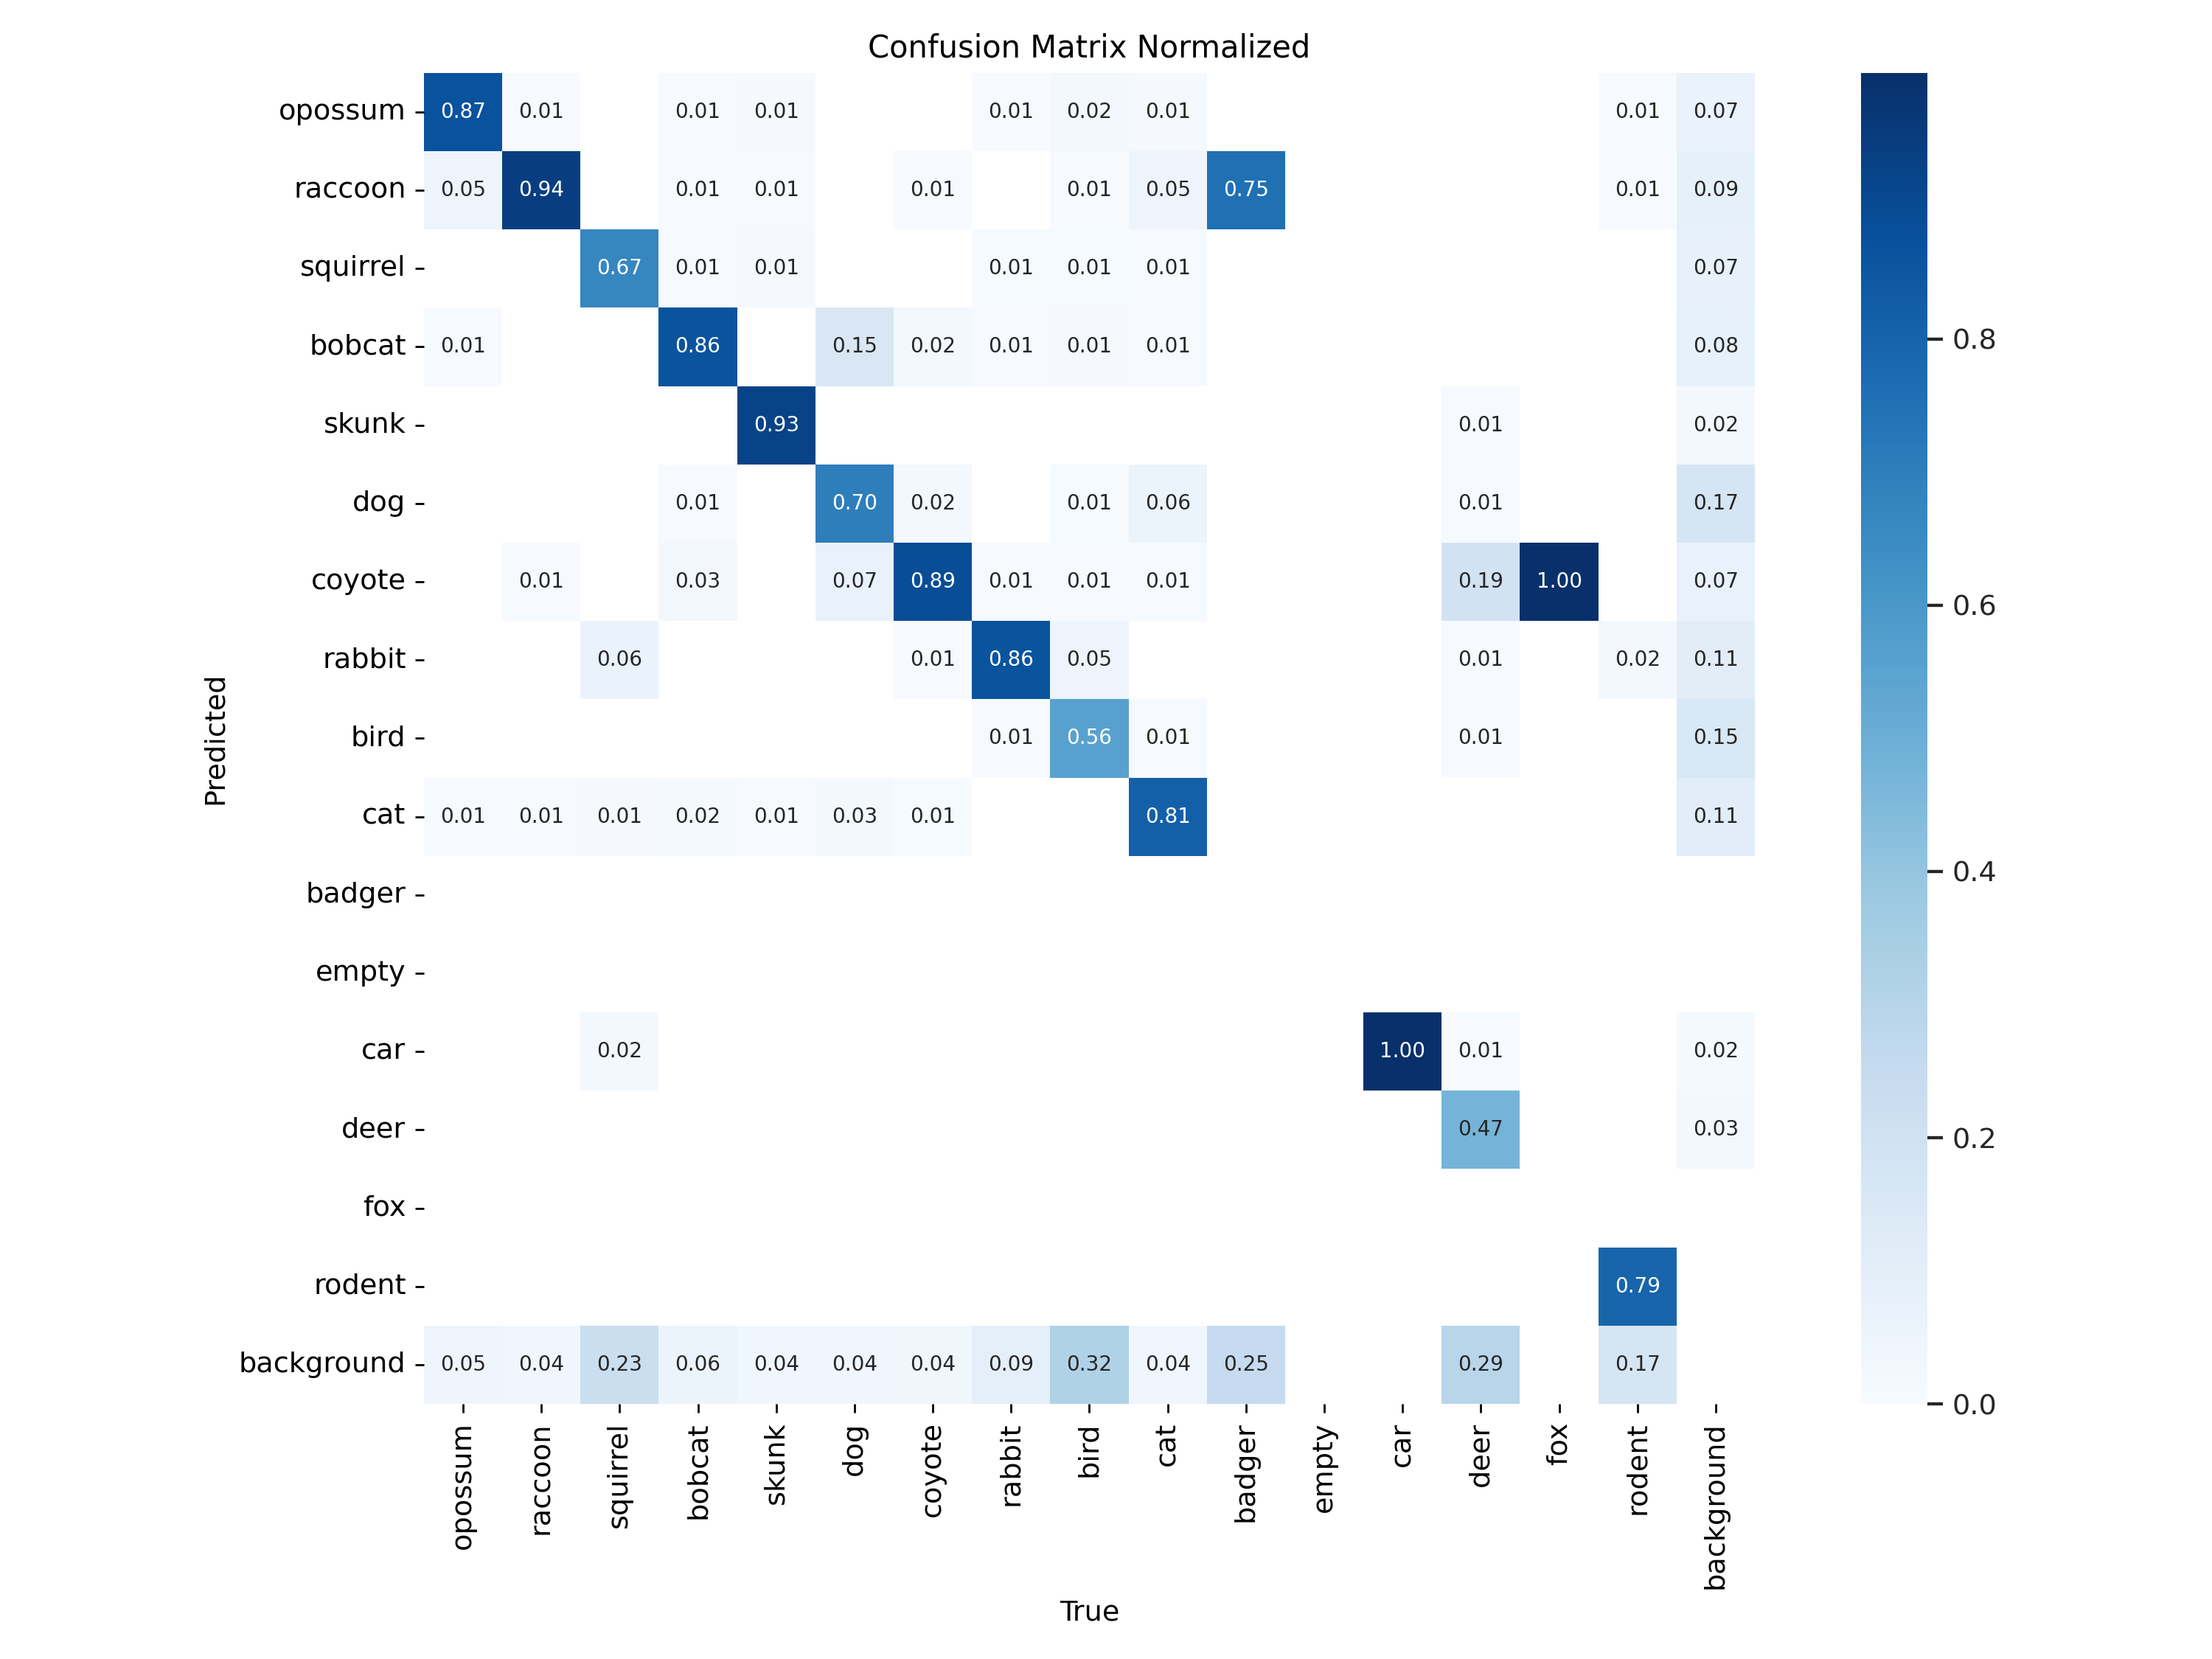 Confusion Matrix Normalized
opossum 0.87 0.01 0.01 0.01 0.01 0.02 0.01 0.01 0.07
raccoon 0.05 0.94 0.01 0.01 0.01 0.01 0.05 0.75 0.01 0.09
squirrel 0.67 0.01 0.01 0.01 0.01 0.01 0.07
bobcat 0.01 0.86 0.15 0.02 0.01 0.01 0.01 0.08
skunk 0.93 0.01 0.02
dog 0.01 0.70 0.02 0.01 0.06 0.01 0.17
coyote 0.01 0.03 0.07 0.89 0.01 0.01 0.01 0.19 1.00 0.07
rabbit 0.06 0.01 0.86 0.05 0.01 0.02 0.11
bird 0.01 0.56 0.01 0.01 0.15
cat 0.01 0.01 0.01 0.02 0.01 0.03 0.01 0.81 0.11
badger
empty
car 0.02 1.00 0.01 0.02
deer 0.47 0.03
fox
rodent 0.79
background 0.05 0.04 0.23 0.06 0.04 0.04 0.04 0.09 0.32 0.04 0.25 0.29 0.17
Predicted
opossum raccoon squirrel bobcat skunk dog coyote rabbit bird cat badger empty car deer fox rodent background
True
0.8
0.6
0.4
0.2
0.0